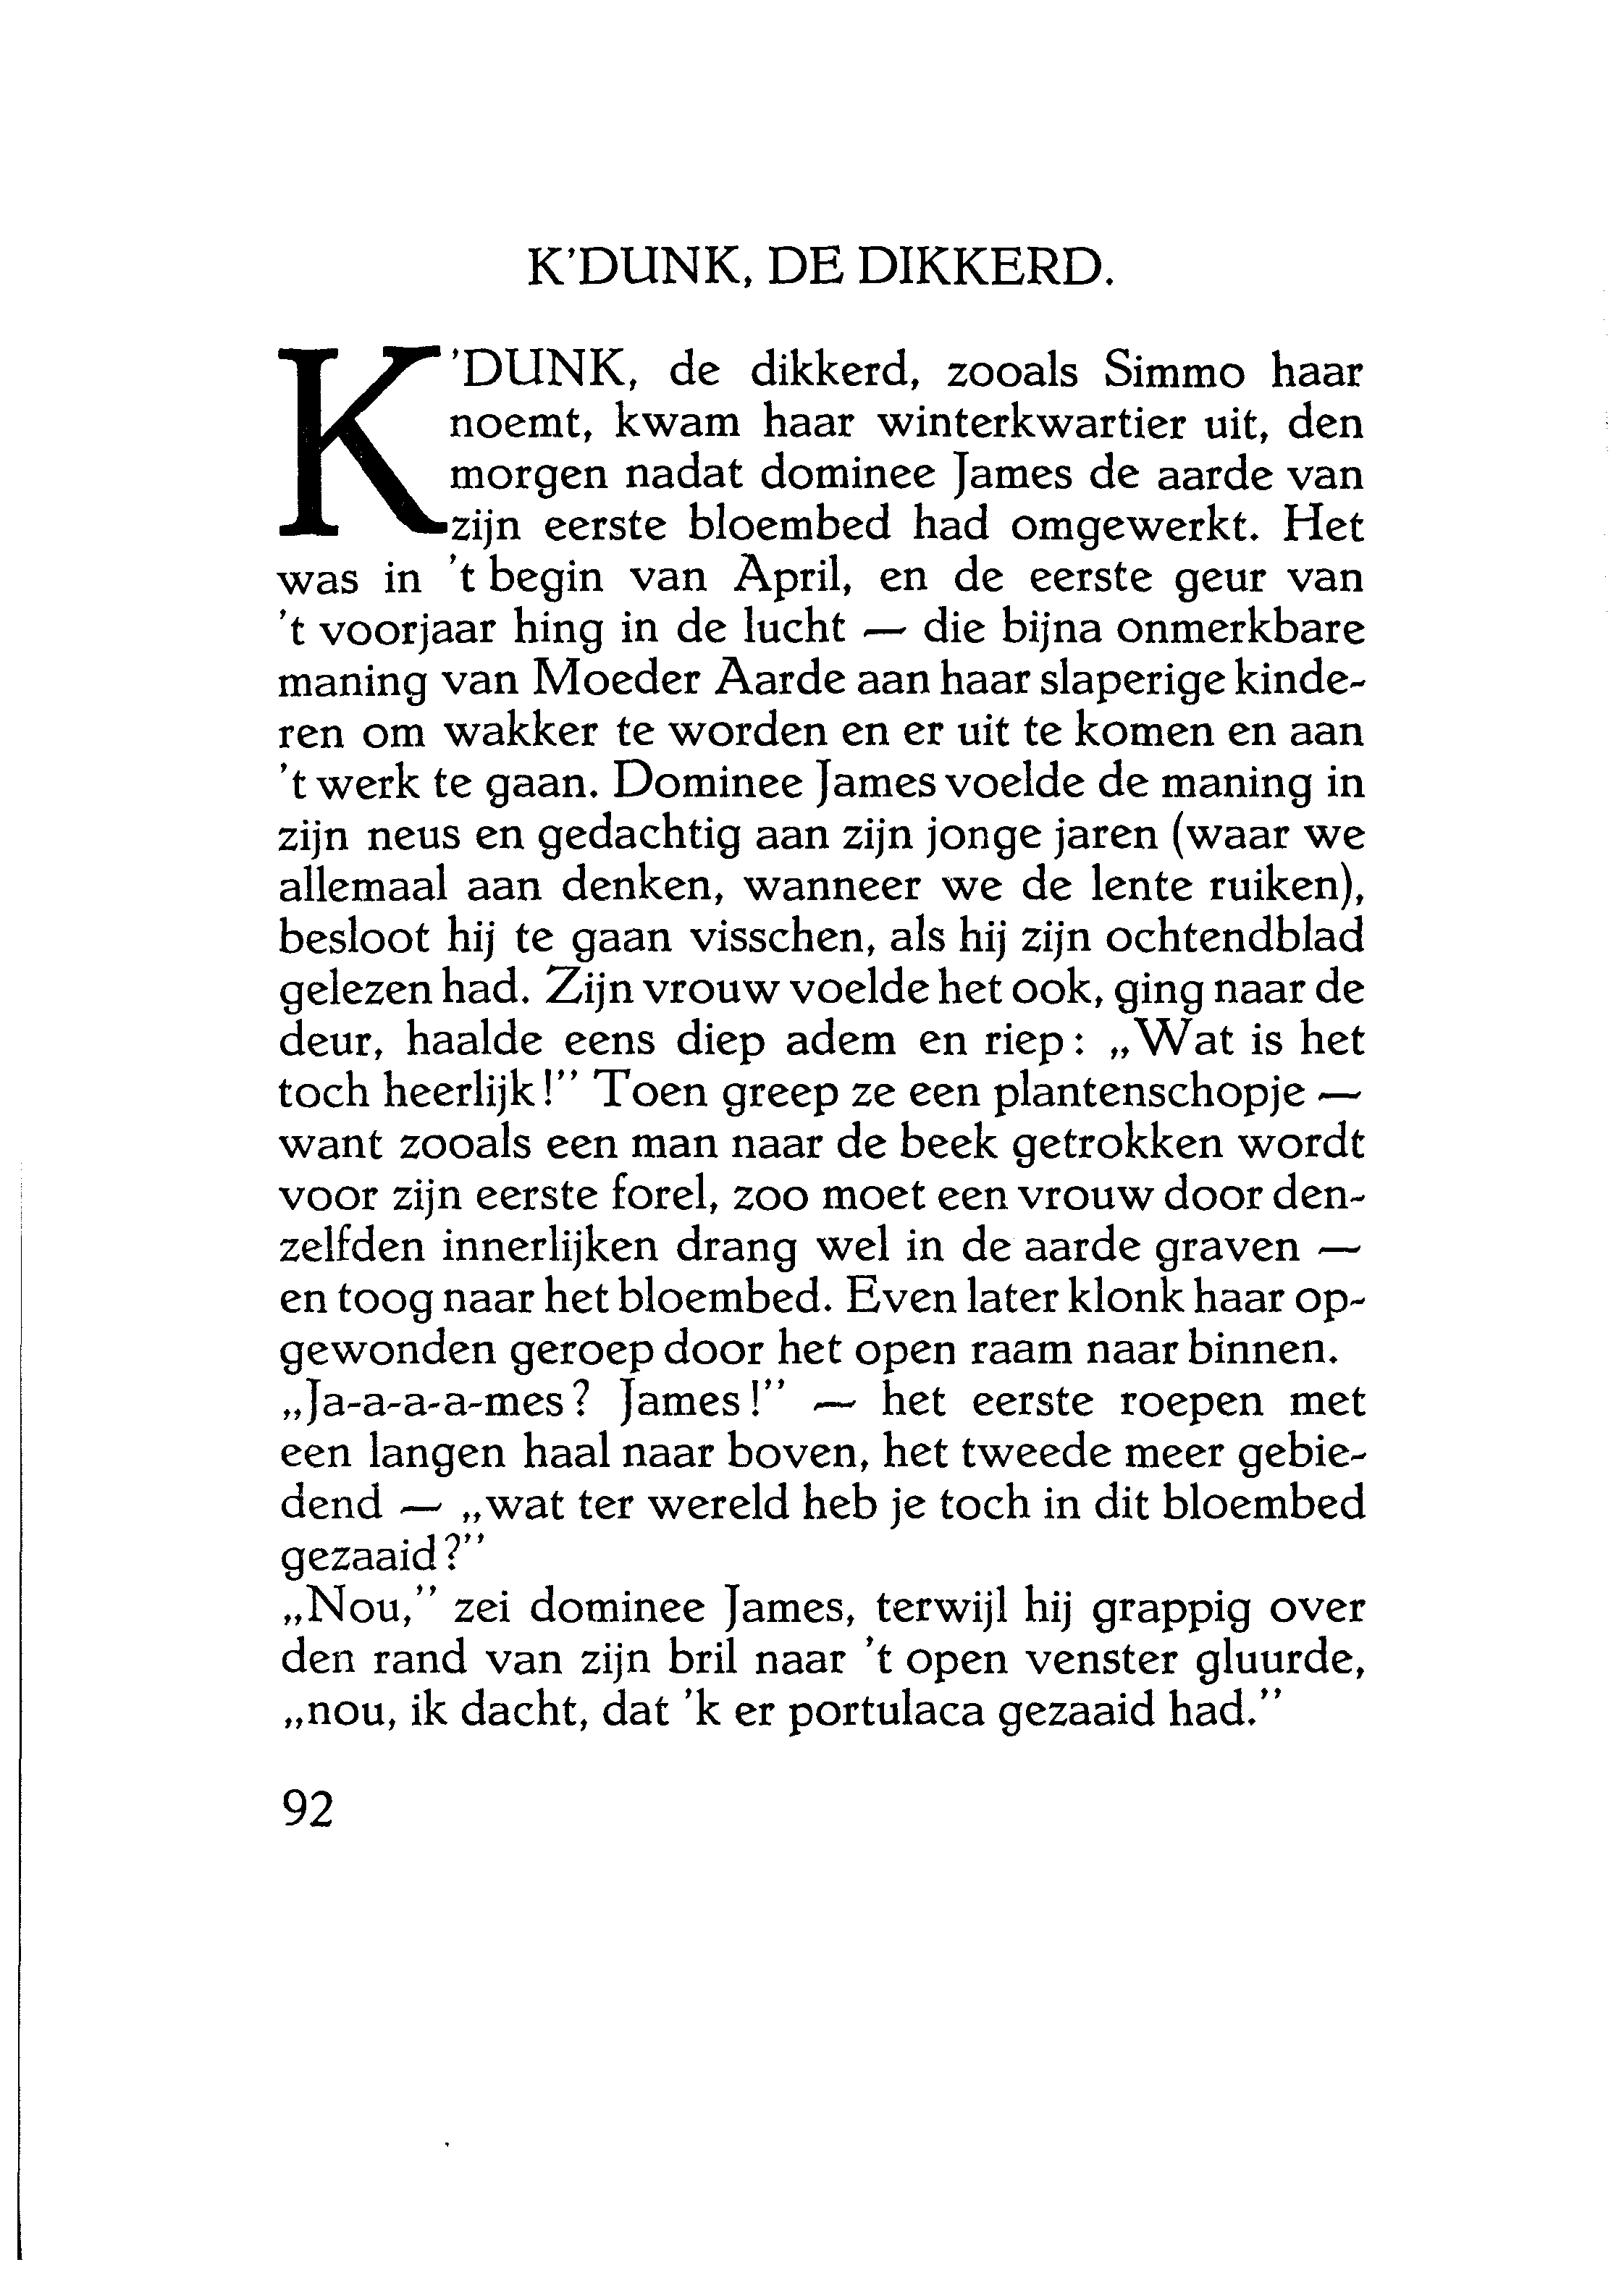 K’DUNK, DE DIKKERD.
K’DUNK, de dikkerd, zooals Simmo haar
noemt, kwam haar winterkwartier uit, den
morgen nadat dominee James de aarde van
zijn eerste bloembed had omgewerkt. Het
was in ’t begin van April, en de eerste geur van
’t voorjaar hing in de lucht — die bijna onmerkbare
maning van Moeder Aarde aan haar slaperige kinde-
ren om wakker te worden en er uit te komen en aan
’t werk te gaan. Dominee James voelde de maning in
zijn neus en gedachtig aan zijn jonge jaren (waar we
allemaal aan denken, wanneer we de lente ruiken),
besloot hij te gaan visschen, als hij zijn ochtendblad
gelezen had. Zijn vrouw voelde het ook, ging naar de
deur, haalde eens diep adem en riep: „Wat is het
toch heerlijk!” Toen greep ze een plantenschopje —
want zooals een man naar de beek getrokken wordt
voor zijn eerste forel, zoo moet een vrouw door den-
zelfden innerlijken drang wel in de aarde graven —
en toog naar het bloembed. Even later klonk haar op-
gewonden geroep door het open raam naar binnen.
„Ja-a-a-a-mes? James!” — het eerste roepen met
een langen haal naar boven, het tweede meer gebie-
dend — „wat ter wereld heb je toch in dit bloembed
gezaaid?”
„Nou,” zei dominee James, terwijl hij grappig over
den rand van zijn bril naar ’t open venster gluurde,
„nou, ik dacht, dat ’k er portulaca gezaaid had.”
92